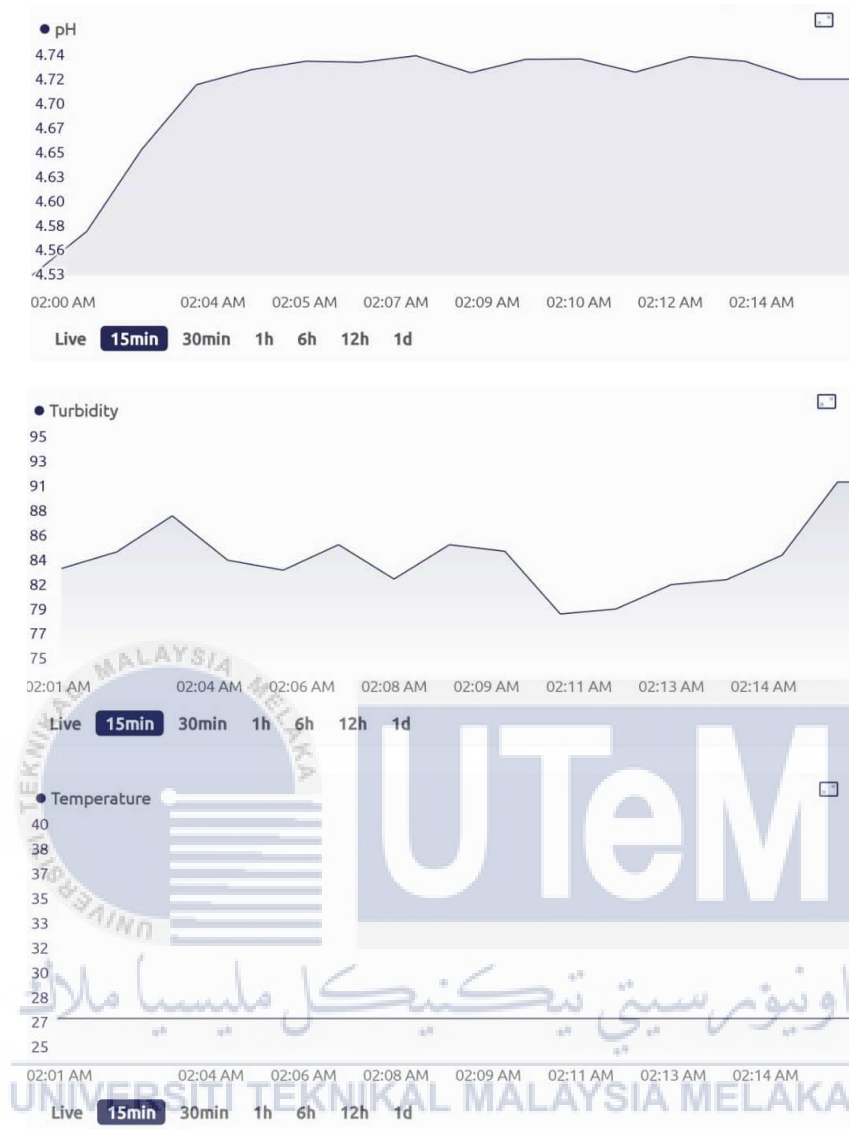 pH
4.74
4.72
4.70
4.67
4.65
4.63
4.60
4.58
4.56
4.53
02:00 AM 02:04 AM 02:05 AM 02:07 AM 02:09 AM 02:10 AM 02:12 AM 02:14 AM
Live 15min 30min 1h 6h 12h 1d
Turbidity
95
93
91
88
86
84
82
79
77
75
02:01 AM 02:04 AM 02:06 AM 02:08 AM 02:09 AM 02:11 AM 02:13 AM 02:14 AM
Live 15min 30min 1h 6h 12h 1d
UNIVERSITI TEKNIKAL MALAYSIA MELAKA
UTeM
Temperature
40
38
37
35
33
32
30
28
27
25
اونيۏرسيتي تيكنيكل مليسيا ملاك
02:01 AM 02:04 AM 02:06 AM 02:08 AM 02:09 AM 02:11 AM 02:13 AM 02:14 AM
UNIVERSITI TEKNIKAL MALAYSIA MELAKA
Live 15min 30min 1h 6h 12h 1d